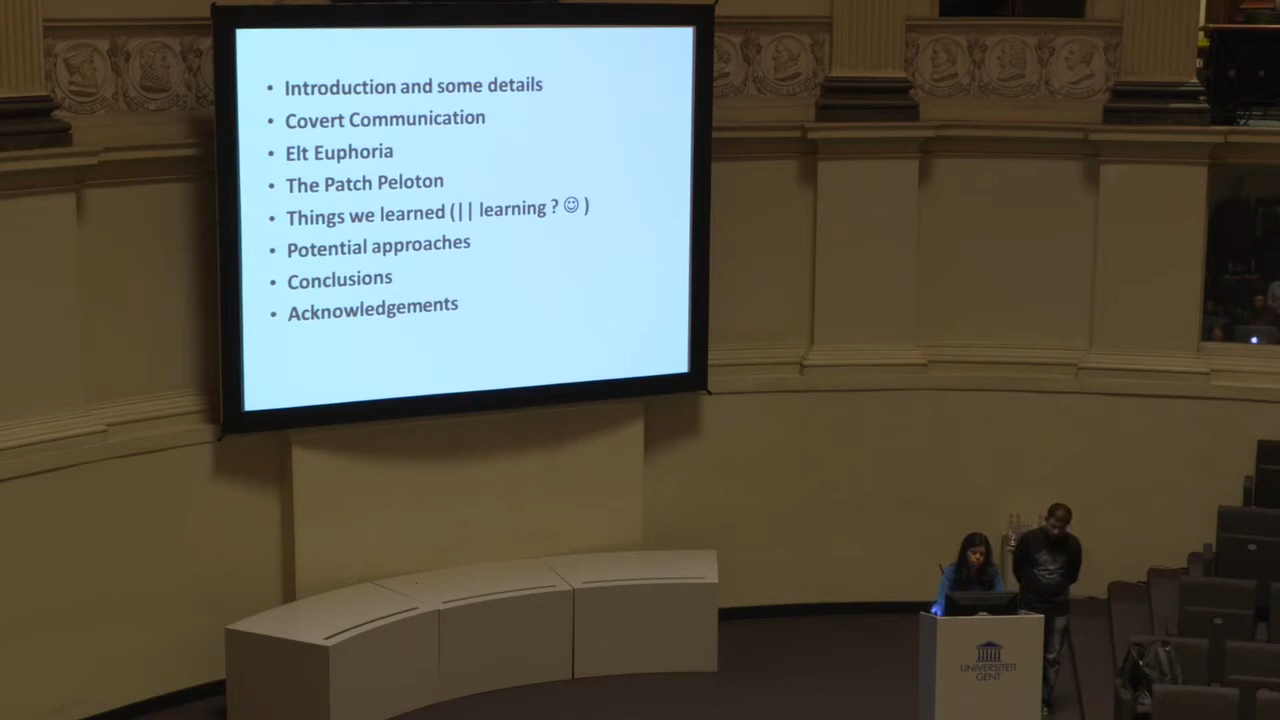 • Introduction and some details
• Covert Communication
• Elt Euphoria
• The Patch Peloton
• Things we learned (|| learning ? ☺ )
• Potential approaches
• Conclusions
• Acknowledgements
UNIVERSITEIT
GENT